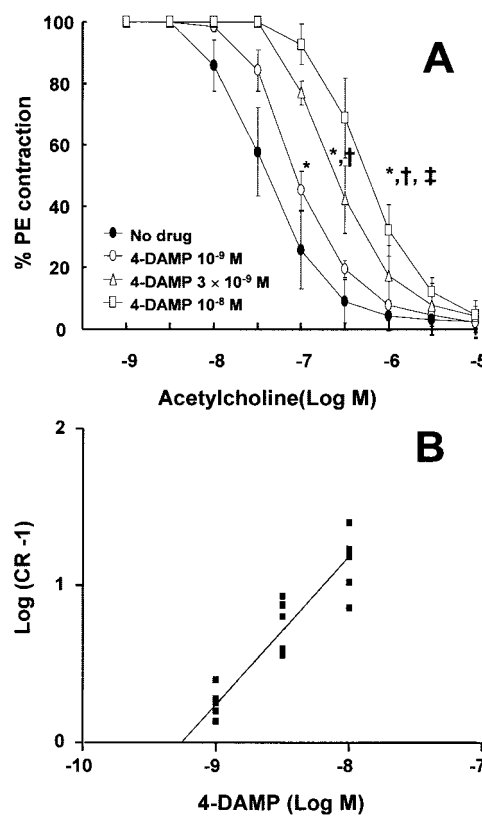 A
100
80
60
40
20
0
% PE contraction
*
*,†
*,†, ‡
No drug
4-DAMP 10⁻⁹ M
4-DAMP 3 × 10⁻⁹ M
4-DAMP 10⁻⁸ M
-9 -8 -7 -6 -5
Acetylcholine(Log M)
B
2
1
0
Log (CR -1)
-10 -9 -8 -7
4-DAMP (Log M)